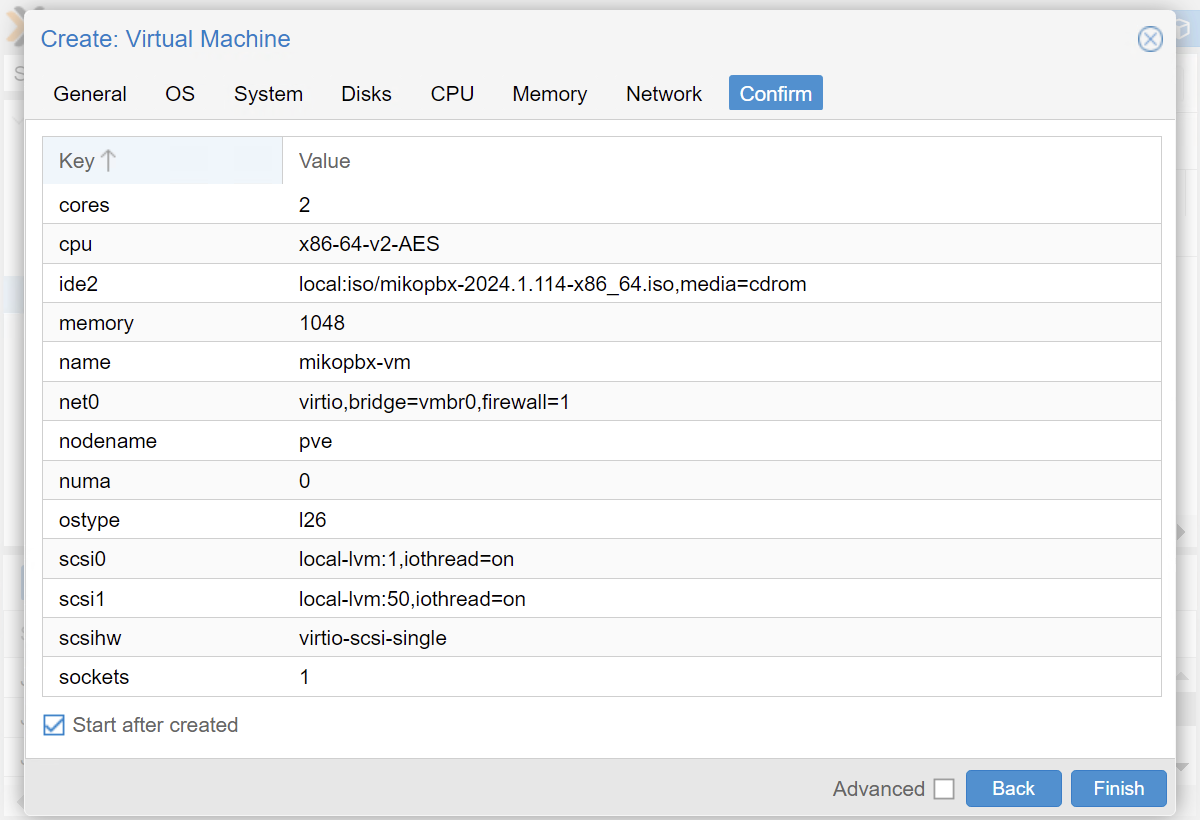 Create: Virtual Machine
General OS System Disks CPU Memory Network Confirm
Key Value
cores 2
cpu x86-64-v2-AES
ide2 local:iso/mikopbx-2024.1.114-x86_64.iso,media=cdrom
memory 1048
name mikopbx-vm
net0 virtio,bridge=vmbr0,firewall=1
nodename pve
numa 0
ostype l26
scsi0 local-lvm:1,iothread=on
scsi1 local-lvm:50,iothread=on
scsihw virtio-scsi-single
sockets 1
Start after created
Advanced Back Finish